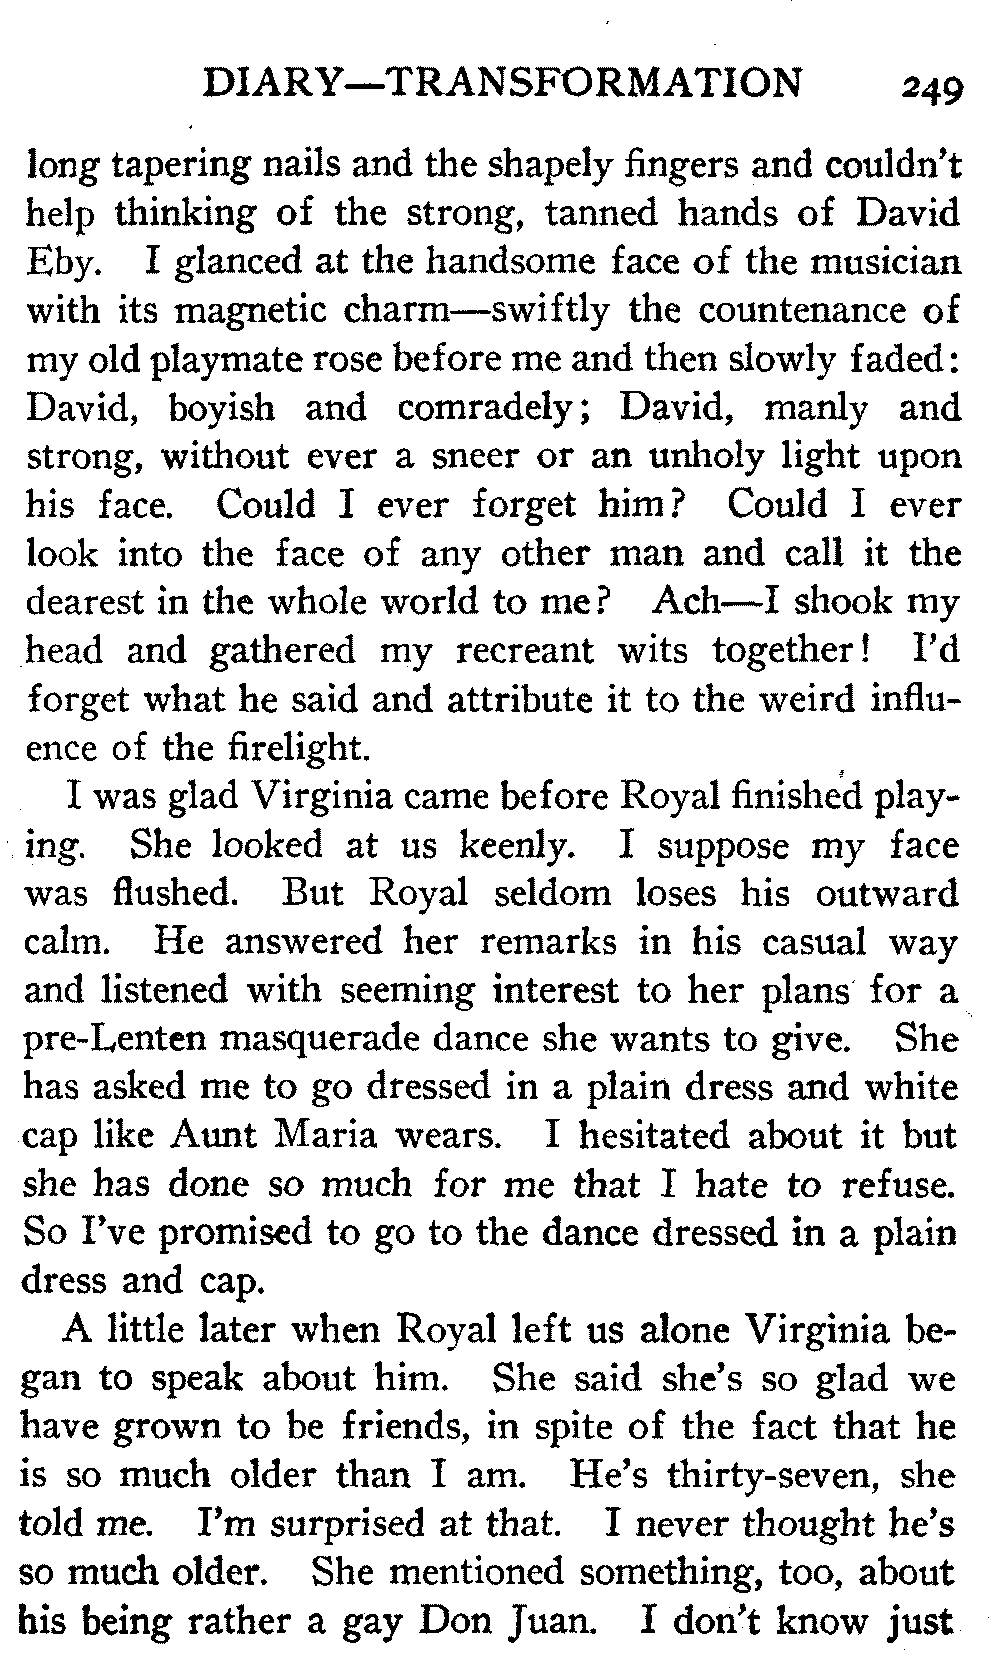 DIARY—TRANSFORMATION 249
long tapering nails and the shapely fingers and couldn't
help thinking of the strong, tanned hands of David
Eby. I glanced at the handsome face of the musician
with its magnetic charm—swiftly the countenance of
my old playmate rose before me and then slowly faded:
David, boyish and comradely; David, manly and
strong, without ever a sneer or an unholy light upon
his face. Could I ever forget him? Could I ever
look into the face of any other man and call it the
dearest in the whole world to me? Ach—I shook my
head and gathered my recreant wits together! I'd
forget what he said and attribute it to the weird influ-
ence of the firelight.
I was glad Virginia came before Royal finished play-
ing. She looked at us keenly. I suppose my face
was flushed. But Royal seldom loses his outward
calm. He answered her remarks in his casual way
and listened with seeming interest to her plans for a
pre-Lenten masquerade dance she wants to give. She
has asked me to go dressed in a plain dress and white
cap like Aunt Maria wears. I hesitated about it but
she has done so much for me that I hate to refuse.
So I've promised to go to the dance dressed in a plain
dress and cap.
A little later when Royal left us alone Virginia be-
gan to speak about him. She said she's so glad we
have grown to be friends, in spite of the fact that he
is so much older than I am. He's thirty-seven, she
told me. I'm surprised at that. I never thought he's
so much older. She mentioned something, too, about
his being rather a gay Don Juan. I don't know just